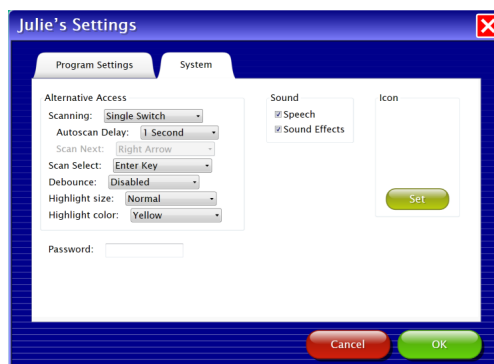 Julie's Settings
Program Settings
System
Alternative Access
Scanning: Single Switch
Autoscan Delay: 1 Second
Scan Next: Right Arrow
Scan Select: Enter Key
Debounce: Disabled
Highlight size: Normal
Highlight color: Yellow
Password:
Sound
Speech
Sound Effects
Icon
Set
Cancel
OK